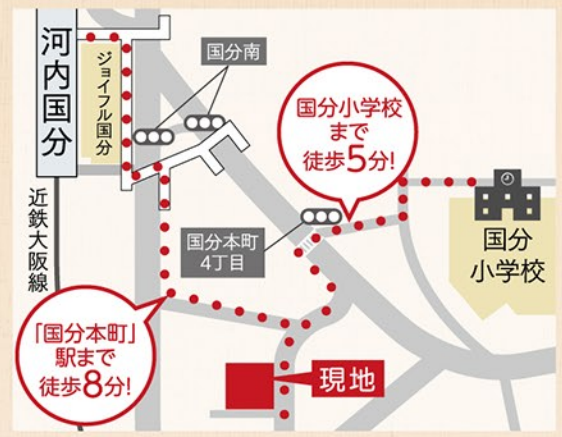 河内国分
ジョイフル国分
国分南
国分小学校
まで
徒歩5分!
近鉄大阪線
国分本町
4丁目
国分
小学校
「国分本町」
駅まで
徒歩8分!
現地